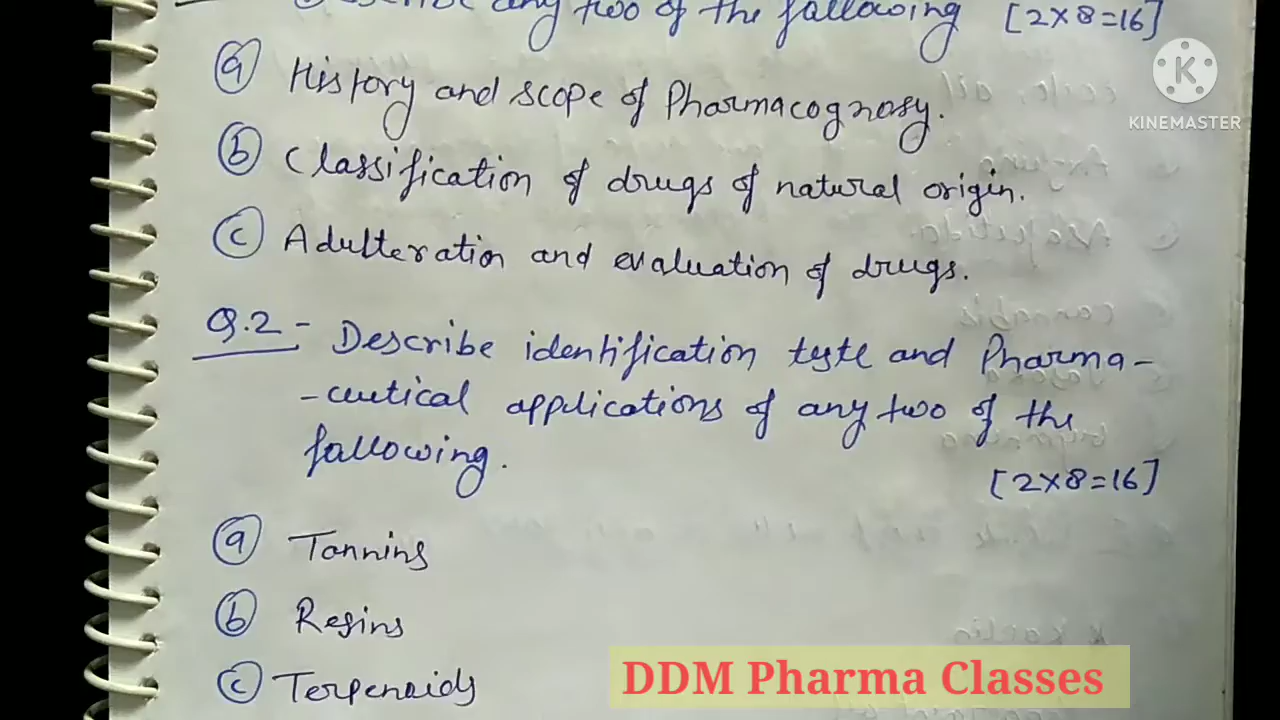 any two of the following [2×8=16]
KINEMASTER
(a) History and scope of Pharmacognosy.
(b) Classification of drugs of natural origin.
(c) Adulteration and evaluation of drugs.
Q.2 - Describe identification tyte and Pharma-
-ceutical applications of any two of the
following.
[2×8=16]
(a) Tannins
(b) Resins
(c) Terpenoids
DDM Pharma Classes